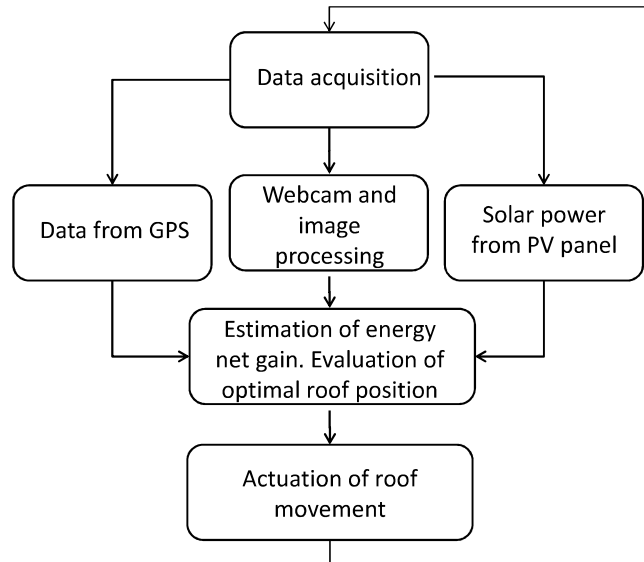 Data acquisition
Data from GPS
Webcam and
image
processing
Solar power
from PV panel
Estimation of energy
net gain. Evaluation of
optimal roof position
Actuation of roof
movement